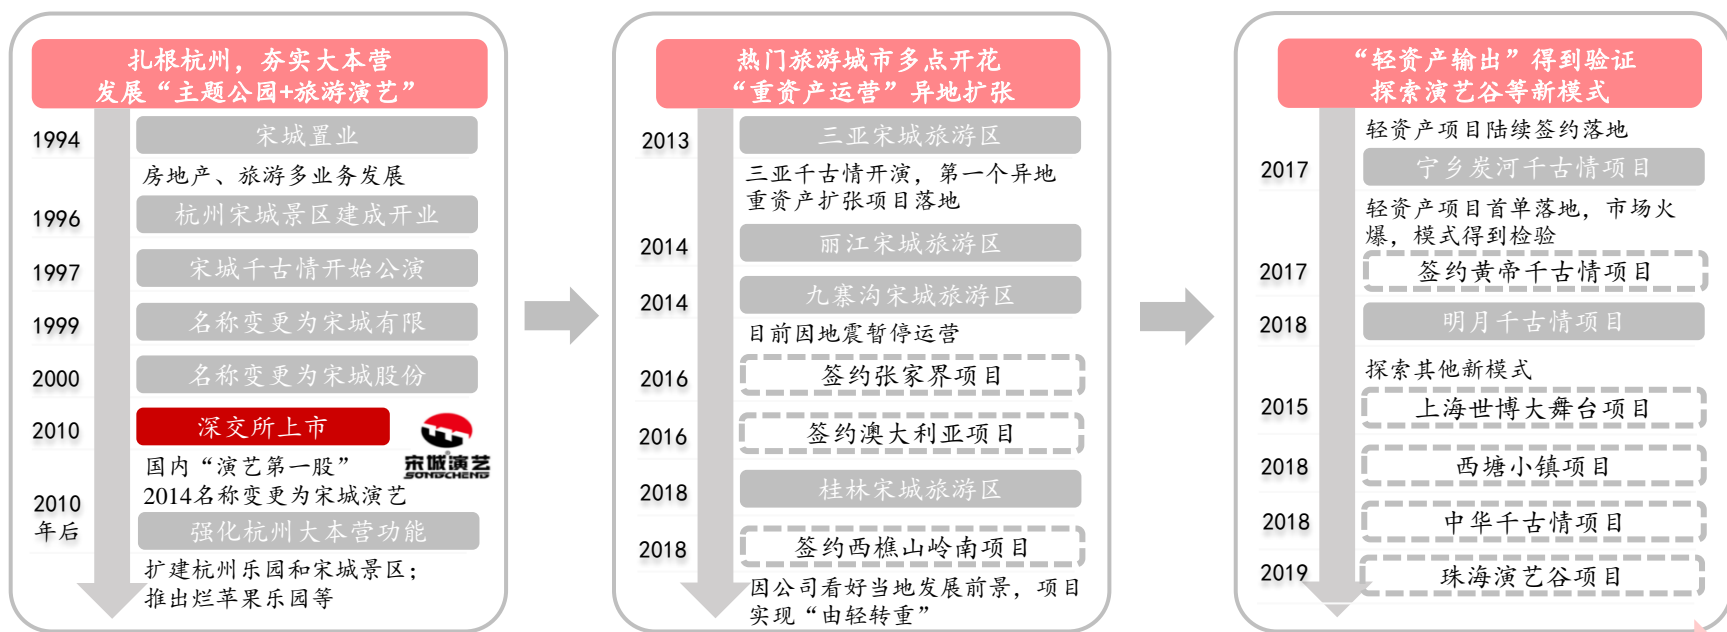 扎根杭州，夯实大本营
发展“主题公园+旅游演艺”
1994
宋城置业
房地产、旅游多业务发展
1996
杭州宋城景区建成开业
1997
宋城千古情开始公演
1999
名称变更为宋城有限
2000
名称变更为宋城股份
2010
深交所上市
宋城演艺
SONGCHENG
国内“演艺第一股”
2014名称变更为宋城演艺
2010
年后
强化杭州大本营功能
扩建杭州乐园和宋城景区；
推出烂苹果乐园等
热门旅游城市多点开花
“重资产运营”异地扩张
2013
三亚宋城旅游区
三亚千古情开演，第一个异地
重资产扩张项目落地
2014
丽江宋城旅游区
2014
九寨沟宋城旅游区
目前因地震暂停运营
2016
签约张家界项目
2016
签约澳大利亚项目
2018
桂林宋城旅游区
2018
签约西樵山岭南项目
因公司看好当地发展前景，项目
实现“由轻转重”
“轻资产输出”得到验证
探索演艺谷等新模式
轻资产项目陆续签约落地
2017
宁乡炭河千古情项目
轻资产项目首单落地，市场火
爆，模式得到检验
2017
签约黄帝千古情项目
2018
明月千古情项目
探索其他新模式
2015
上海世博大舞台项目
2018
西塘小镇项目
2018
中华千古情项目
2019
珠海演艺谷项目